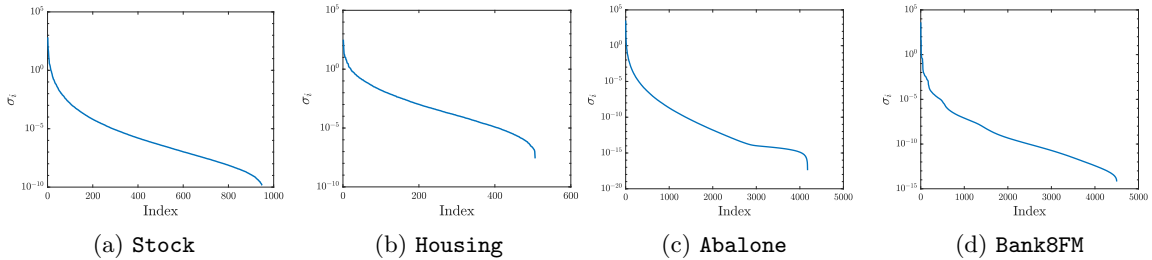 10^5
10^0
10^-5
10^-10
σ_i
0 200 400 600 800 1000
Index
(a) Stock
10^5
10^0
10^-5
10^-10
σ_i
0 200 400 600
Index
(b) Housing
10^5
10^0
10^-5
10^-10
10^-15
10^-20
σ_i
0 1000 2000 3000 4000 5000
Index
(c) Abalone
10^5
10^0
10^-5
10^-10
10^-15
σ_i
0 1000 2000 3000 4000 5000
Index
(d) Bank8FM